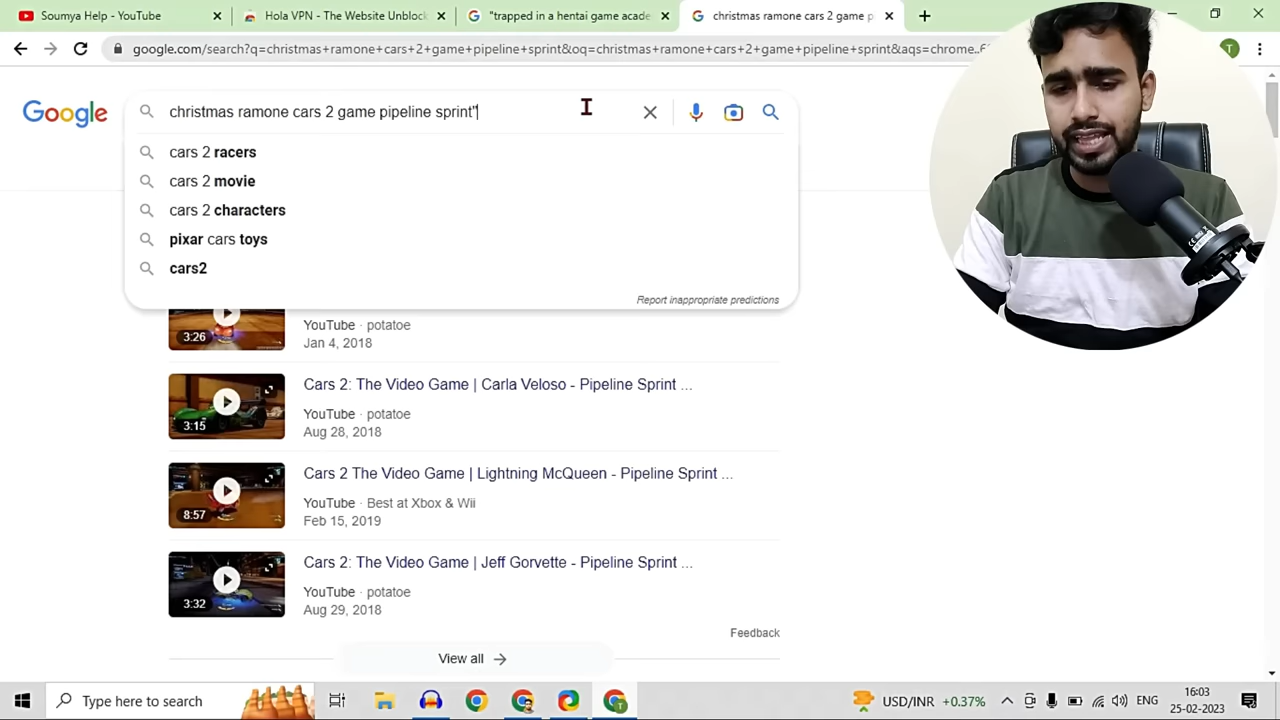 Soumya Help - YouTube
Hola VPN - The Website Unblock
"trapped in a hentai game acade
christmas ramone cars 2 game p
google.com/search?q=christmas+ramone+cars+2+game+pipeline+sprint&oq=christmas+ramone+cars+2+game+pipeline+sprint&aqs=chrome..6
T
Google
christmas ramone cars 2 game pipeline sprint"
cars 2 racers
cars 2 movie
cars 2 characters
pixar cars toys
cars2
Report inappropriate predictions
3:26
YouTube · potatoe
Jan 4, 2018
Cars 2: The Video Game | Carla Veloso - Pipeline Sprint ...
3:15
YouTube · potatoe
Aug 28, 2018
Cars 2 The Video Game | Lightning McQueen - Pipeline Sprint ...
8:57
YouTube · Best at Xbox & Wii
Feb 15, 2019
Cars 2: The Video Game | Jeff Gorvette - Pipeline Sprint ...
3:32
YouTube · potatoe
Aug 29, 2018
Feedback
View all
Type here to search
USD/INR +0.37%
ENG
16:03
25-02-2023